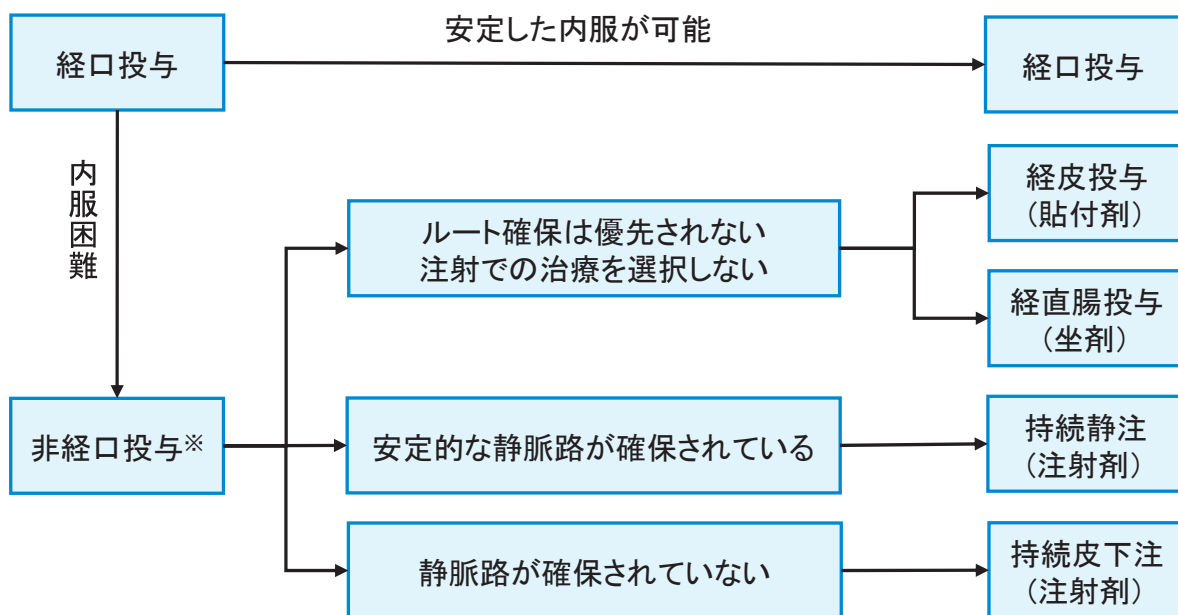 安定した内服が可能
経口投与
経口投与
内服困難
経皮投与
（貼付剤）
ルート確保は優先されない
注射での治療を選択しない
経直腸投与
（坐剤）
非経口投与※
安定的な静脈路が確保されている
持続静注
（注射剤）
静脈路が確保されていない
持続皮下注
（注射剤）